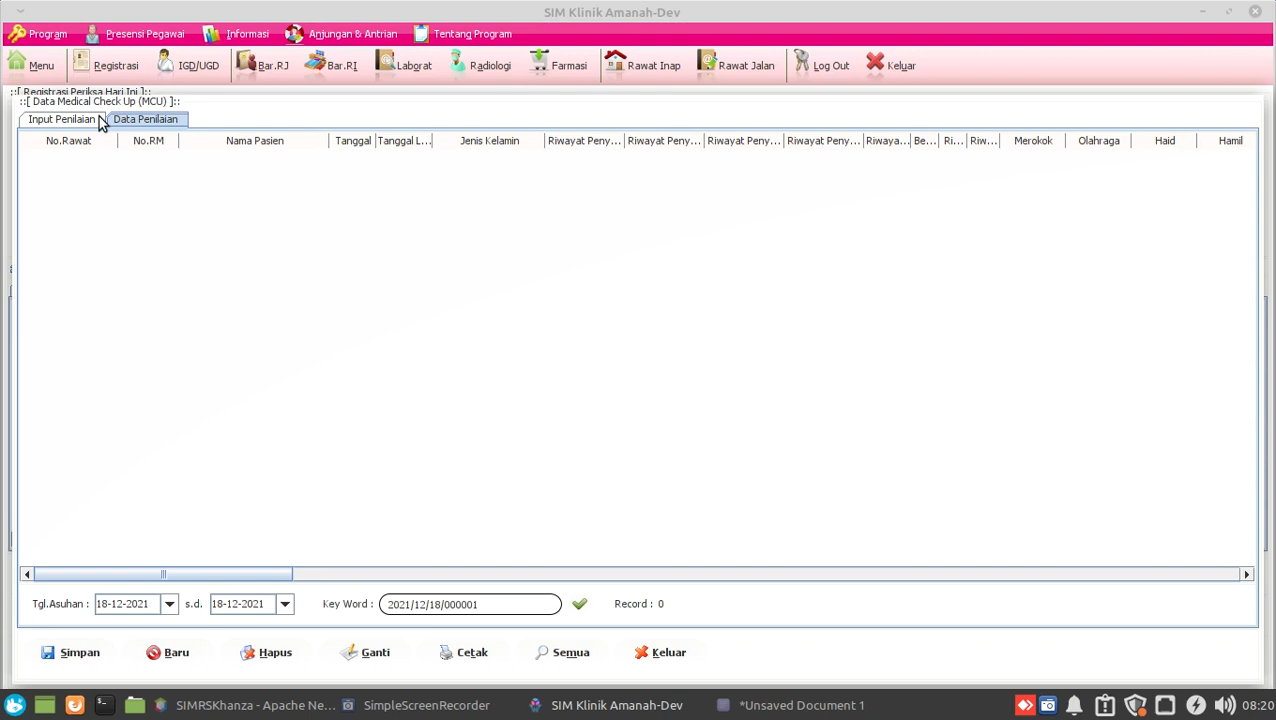 SIM Klinik Amanah-Dev
Program Presensi Pegawai Informasi Anjungan & Antrian Tentang Program
Menu Registrasi IGD/UGD Bar.RJ Bar.RI Laborat Radiologi Farmasi Rawat Inap Rawat Jalan Log Out Keluar
::[ Registrasi Periksa Hari Ini ]::
::[ Data Medical Check Up (MCU) ]::
Input Penilaian Data Penilaian
No.Rawat No.RM Nama Pasien Tanggal Tanggal L... Jenis Kelamin Riwayat Peny... Riwayat Peny... Riwayat Peny... Riwayat Peny... Riwaya... Be... Ri... Riw... Merokok Olahraga Haid Hamil
Tgl.Asuhan : 18-12-2021 s.d. 18-12-2021 Key Word : 2021/12/18/000001 Record : 0
Simpan Baru Hapus Ganti Cetak Semua Keluar
SIMRSKhanza - Apache Ne... SimpleScreenRecorder SIM Klinik Amanah-Dev *Unsaved Document 1 08:20